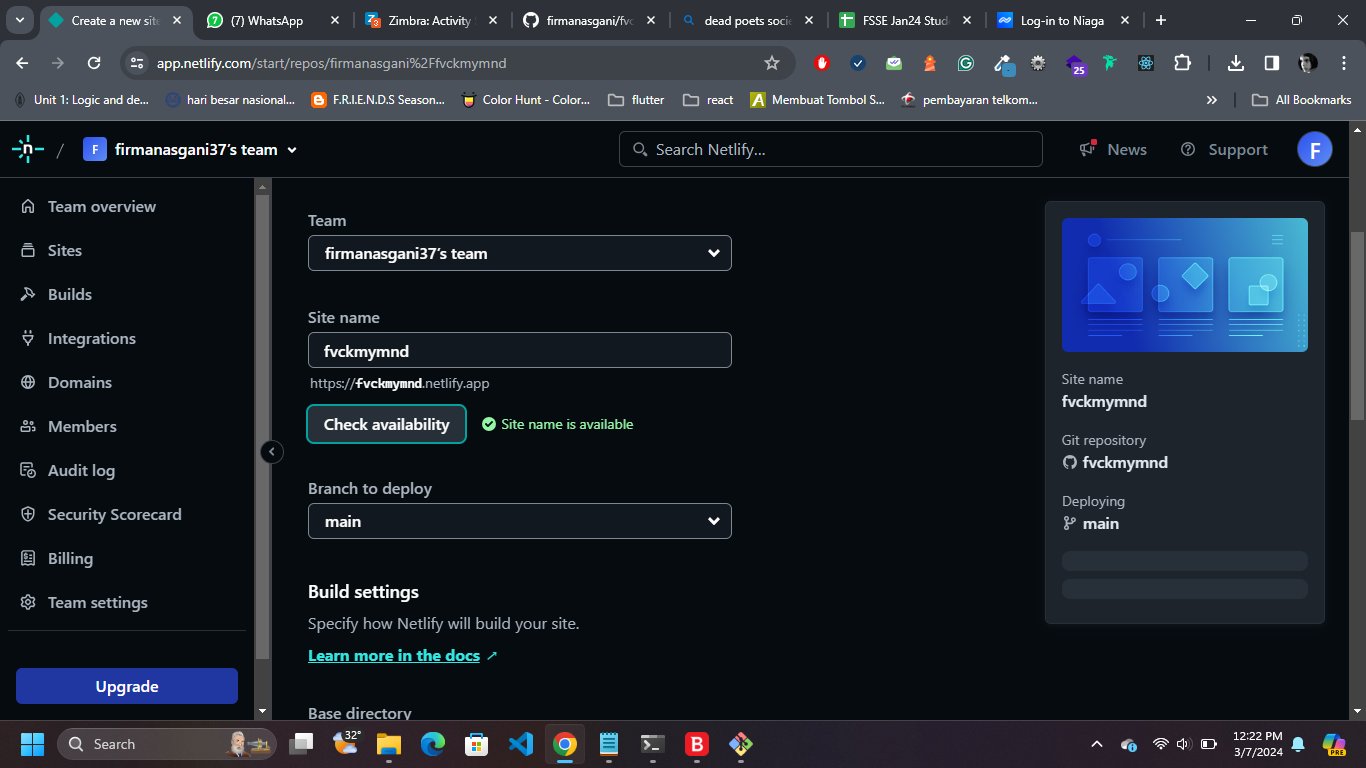 Create a new site
(7) WhatsApp
Zimbra: Activity
firmanasgani/fvc
dead poets socie
FSSE Jan24 Stud
Log-in to Niaga
app.netlify.com/start/repos/firmanasgani%2Ffvckmymnd
25
Unit 1: Logic and de...
hari besar nasional...
F.R.I.E.N.D.S Season...
Color Hunt - Color...
flutter
react
Membuat Tombol S...
pembayaran telkom...
All Bookmarks
/
F
firmanasgani37's team
Search Netlify...
News
Support
F
Team overview
Sites
Builds
Integrations
Domains
Members
Audit log
Security Scorecard
Billing
Team settings
Upgrade
Team
firmanasgani37's team
Site name
fvckmymnd
https://fvckmymnd.netlify.app
Check availability
Site name is available
Branch to deploy
main
Build settings
Specify how Netlify will build your site.
Learn more in the docs ↗
Base directory
Site name
fvckmymnd
Git repository
fvckmymnd
Deploying
main
Search
32°
12:22 PM
3/7/2024
PRE